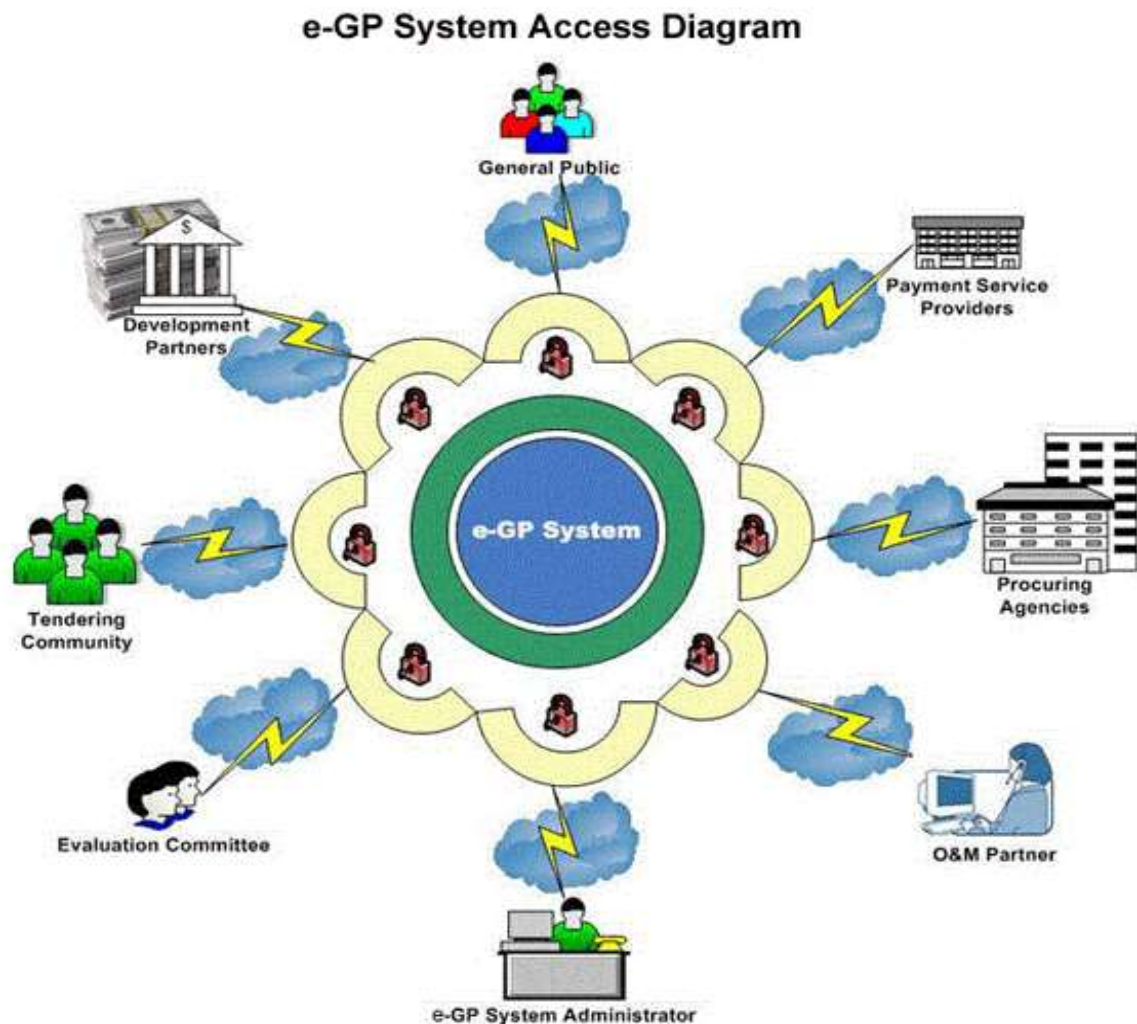 e-GP System Access Diagram
General Public
Development
Partners
$
Payment Service
Providers
e-GP System
Procuring
Agencies
Tendering
Community
Evaluation Committee
O&M Partner
e-GP System Administrator